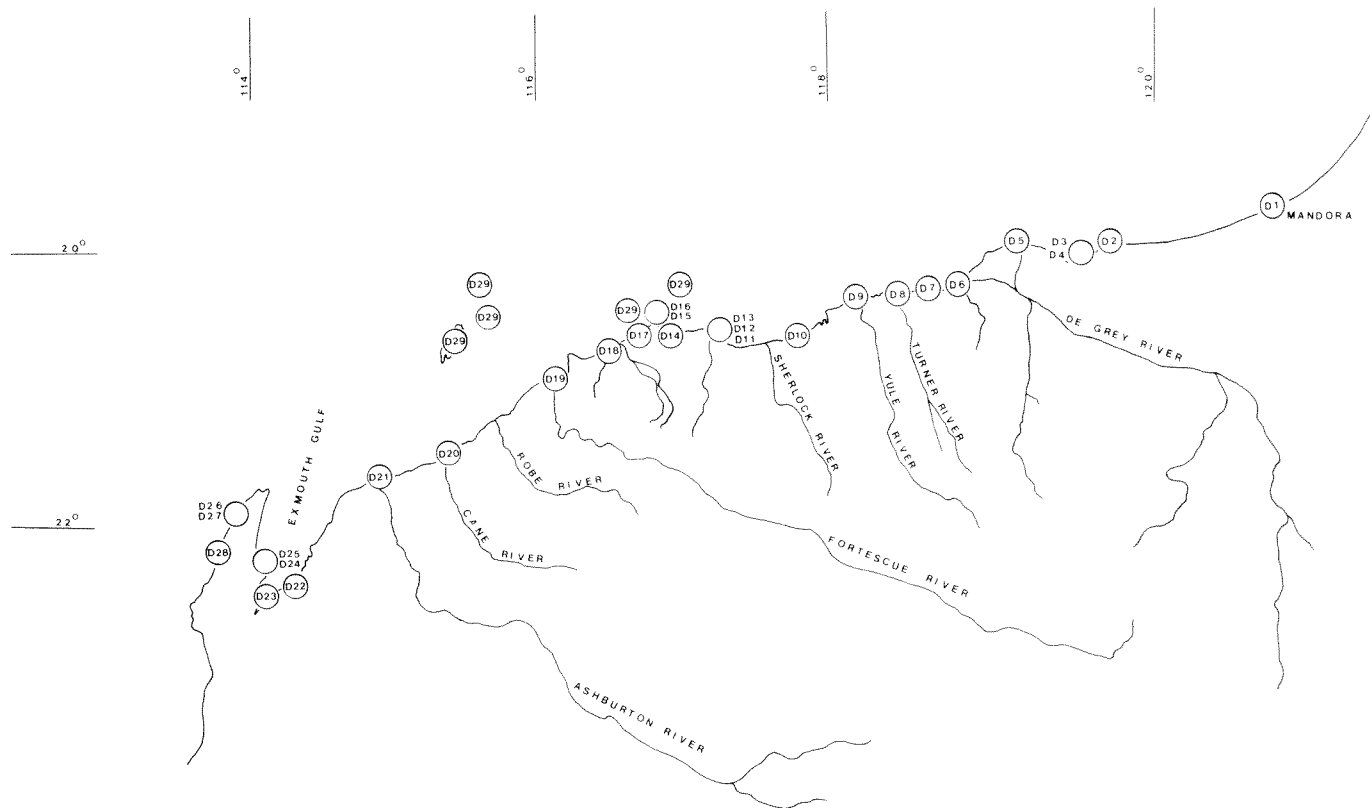 114°
116°
118°
120°
D1
MANDORA
20°
D5
D3
D4
D2
D29
D29
D9
D8
D7
D6
D29
D29
D16
D15
D13
D12
D11
D17
D14
D10
D29
D18
D19
DE GREY RIVER
SHERLOCK RIVER
YULE RIVER
TURNER RIVER
EXMOUTH GULF
D20
D21
ROBE RIVER
CANE RIVER
22°
D26
D27
D28
D25
D24
D23
D22
FORTESCUE RIVER
ASHBURTON RIVER